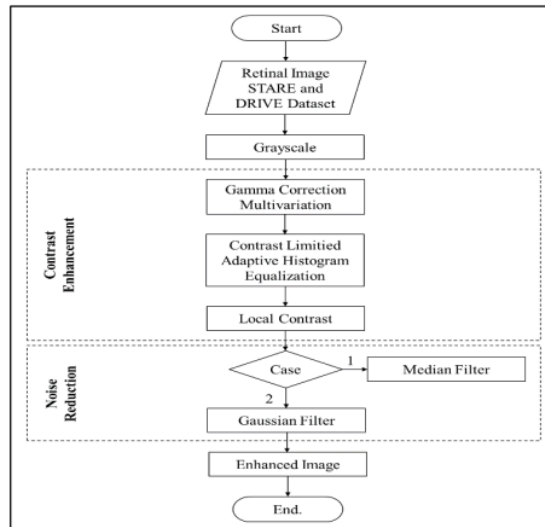 Start
Retinal Image
STARE and
DRIVE Dataset
Grayscale
Contrast
Enhancement
Gamma Correction
Multivariation
Contrast Limitied
Adaptive Histogram
Equalization
Local Contrast
Noise
Reduction
Case
1
Median Filter
2
Gaussian Filter
Enhanced Image
End.